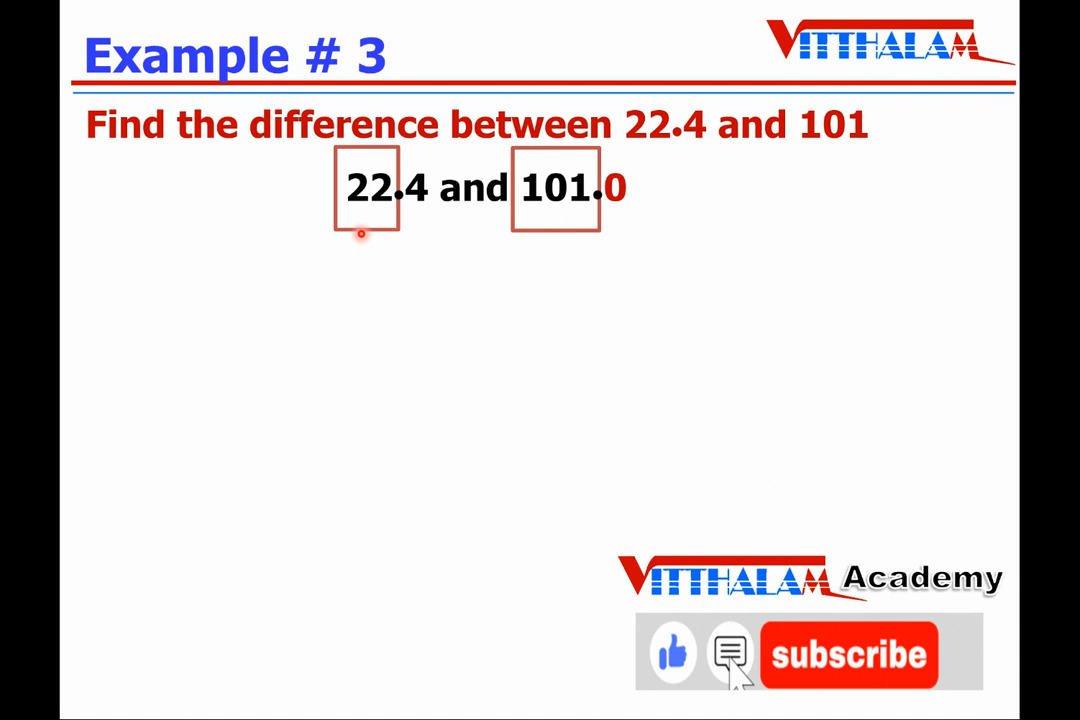 Example # 3
VITTHALAM
Find the difference between 22.4 and 101
22.4 and 101.0
VITTHALAM Academy
subscribe